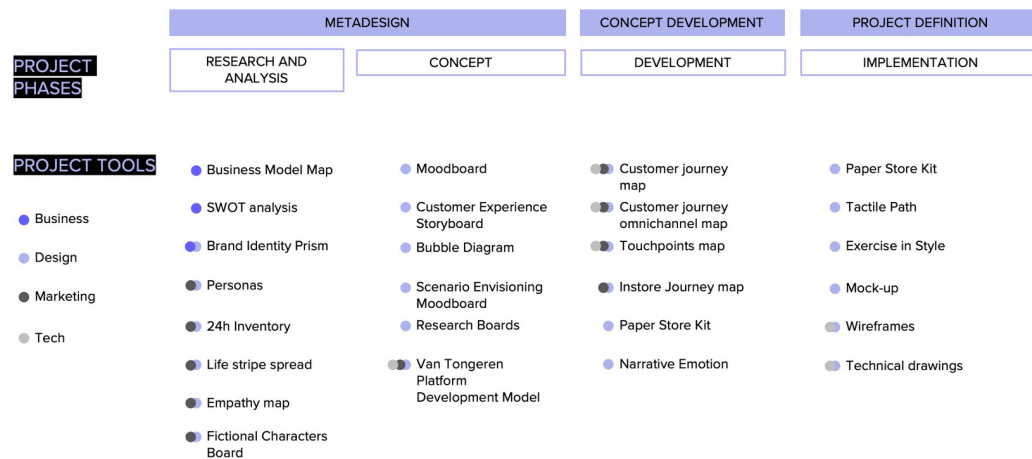 METADESIGN
CONCEPT DEVELOPMENT
PROJECT DEFINITION
PROJECT
PHASES
RESEARCH AND
ANALYSIS
CONCEPT
DEVELOPMENT
IMPLEMENTATION
PROJECT TOOLS
Business
Design
Marketing
Tech
Business Model Map
SWOT analysis
Brand Identity Prism
Personas
24h Inventory
Life stripe spread
Empathy map
Fictional Characters
Board
Moodboard
Customer Experience
Storyboard
Bubble Diagram
Scenario Envisioning
Moodboard
Research Boards
Van Tongeren
Platform
Development Model
Customer journey
map
Customer journey
omnichannel map
Touchpoints map
Instore Journey map
Paper Store Kit
Narrative Emotion
Paper Store Kit
Tactile Path
Exercise in Style
Mock-up
Wireframes
Technical drawings